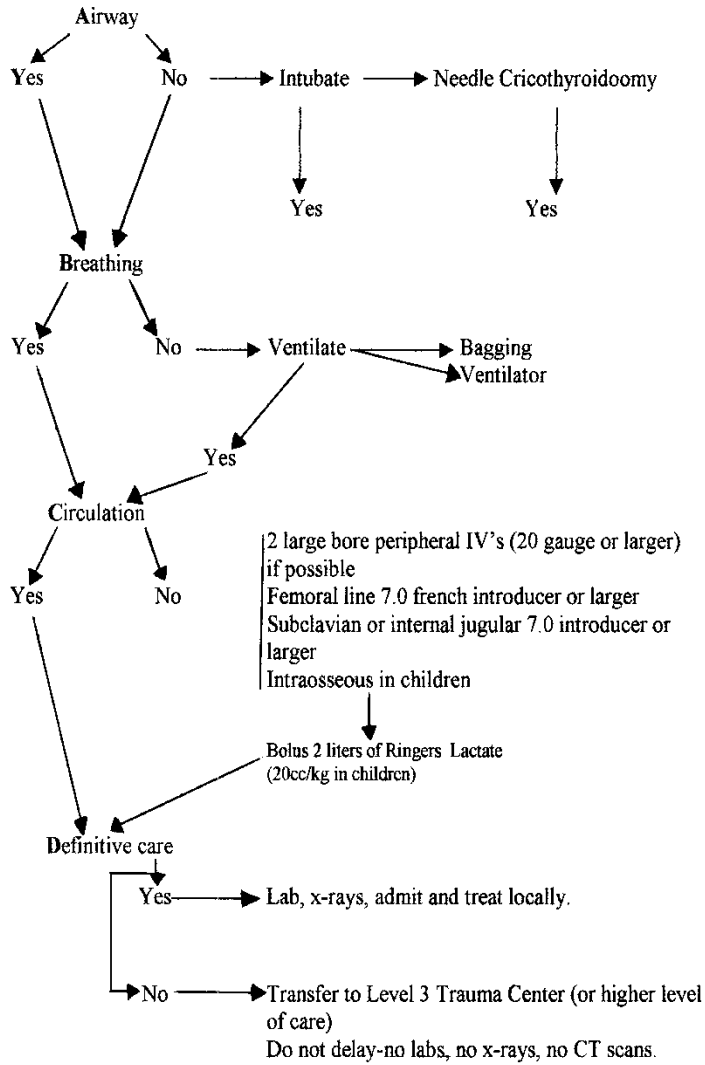 Airway
Yes No Intubate Needle Cricothyroidoomy
Yes Yes
Breathing
Yes No Ventilate Bagging
Ventilator
Yes
Circulation
2 large bore peripheral IV's (20 gauge or larger)
if possible
Yes No Femoral line 7.0 french introducer or larger
Subclavian or internal jugular 7.0 introducer or
larger
Intraosseous in children
Bolus 2 liters of Ringers Lactate
(20cc/kg in children)
Definitive care
Yes Lab, x-rays, admit and treat locally.
No Transfer to Level 3 Trauma Center (or higher level
of care)
Do not delay-no labs, no x-rays, no CT scans.